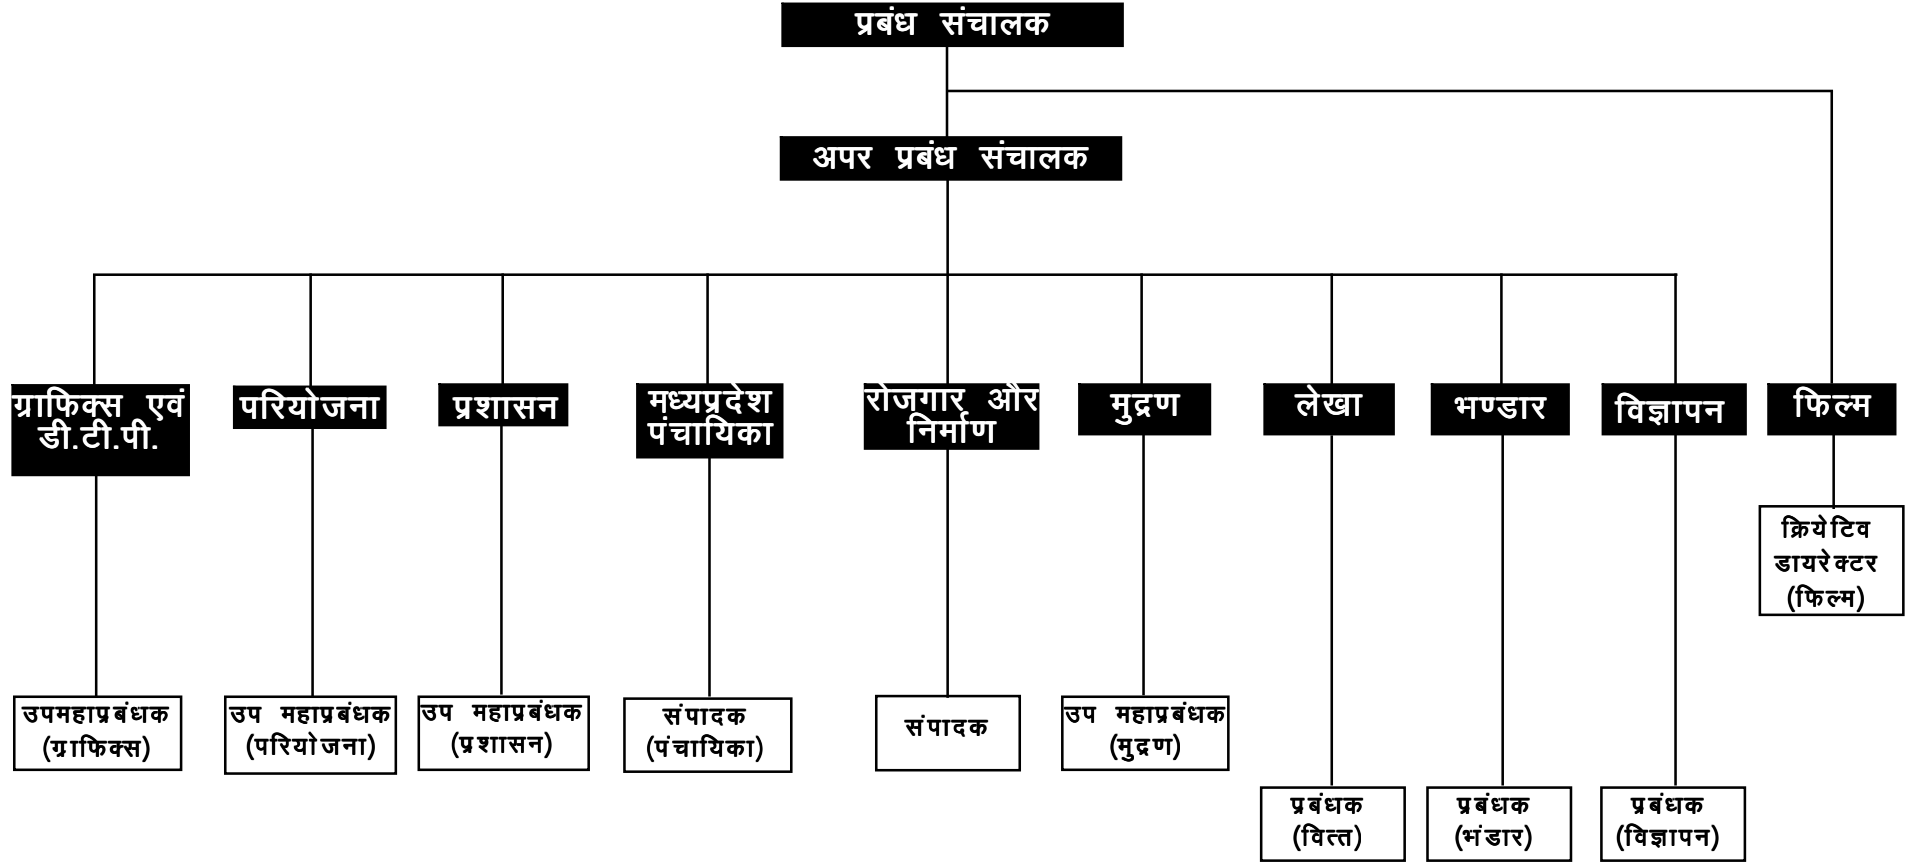 प्रबंध संचालक
अपर प्रबंध संचालक
ग्राफिक्स एवं
डी.टी.पी.
परियोजना
प्रशासन
मध्यप्रदेश
पंचायिका
रोजगार और
निर्माण
मुद्रण
लेखा
भण्डार
विज्ञापन
फिल्म
क्रियेटिव
डायरेक्टर
(फिल्म)
उपमहाप्रबंधक
(ग्राफिक्स)
उप महाप्रबंधक
(परियोजना)
उप महाप्रबंधक
(प्रशासन)
संपादक
(पंचायिका)
संपादक
उप महाप्रबंधक
(मुद्रण)
प्रबंधक
(वित्त)
प्रबंधक
(भंडार)
प्रबंधक
(विज्ञापन)